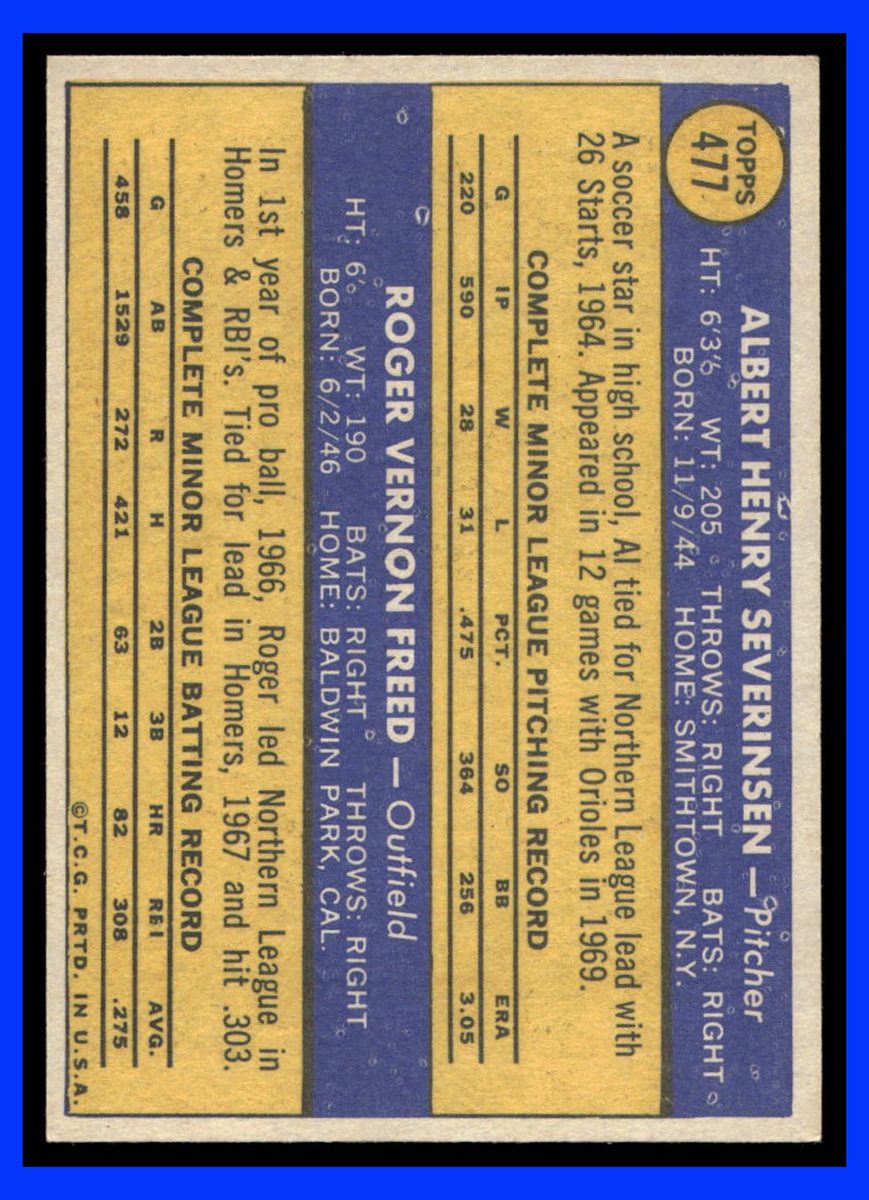 TOPPS
477
ALBERT HENRY SEVERINSEN — Pitcher
HT: 6'3½ WT: 205 THROWS: RIGHT BATS: RIGHT
BORN: 11/9/44 HOME: SMITHTOWN, N.Y.
A soccer star in high school, Al tied for Northern League lead with
26 Starts, 1964. Appeared in 12 games with Orioles in 1969.
COMPLETE MINOR LEAGUE PITCHING RECORD
G IP W L PCT. SO BB ERA
220 590 28 31 .475 364 256 3.05
ROGER VERNON FREED — Outfield
HT: 6' WT: 190 BATS: RIGHT THROWS: RIGHT
BORN: 6/2/46 HOME: BALDWIN PARK, CAL.
In 1st year of pro ball, 1966, Roger led Northern League in
Homers & RBI's. Tied for lead in Homers, 1967 and hit .303.
COMPLETE MINOR LEAGUE BATTING RECORD
G AB R H 2B 3B HR RBI AVG.
458 1529 272 421 63 12 82 308 .275
©T.C.G. PRTD. IN U.S.A.